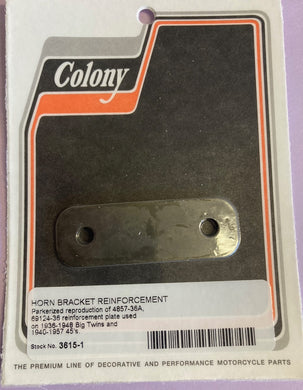 Colony
HORN BRACKET REINFORCEMENT
Parkerized reproduction of 4857-36A,
69124-36 reinforcement plate used
on 1936-1948 Big Twins and
1940-1957 45's.
Stock No. 3615-1
THE PREMIUM LINE OF DECORATIVE AND PERFORMANCE MOTORCYCLE PARTS